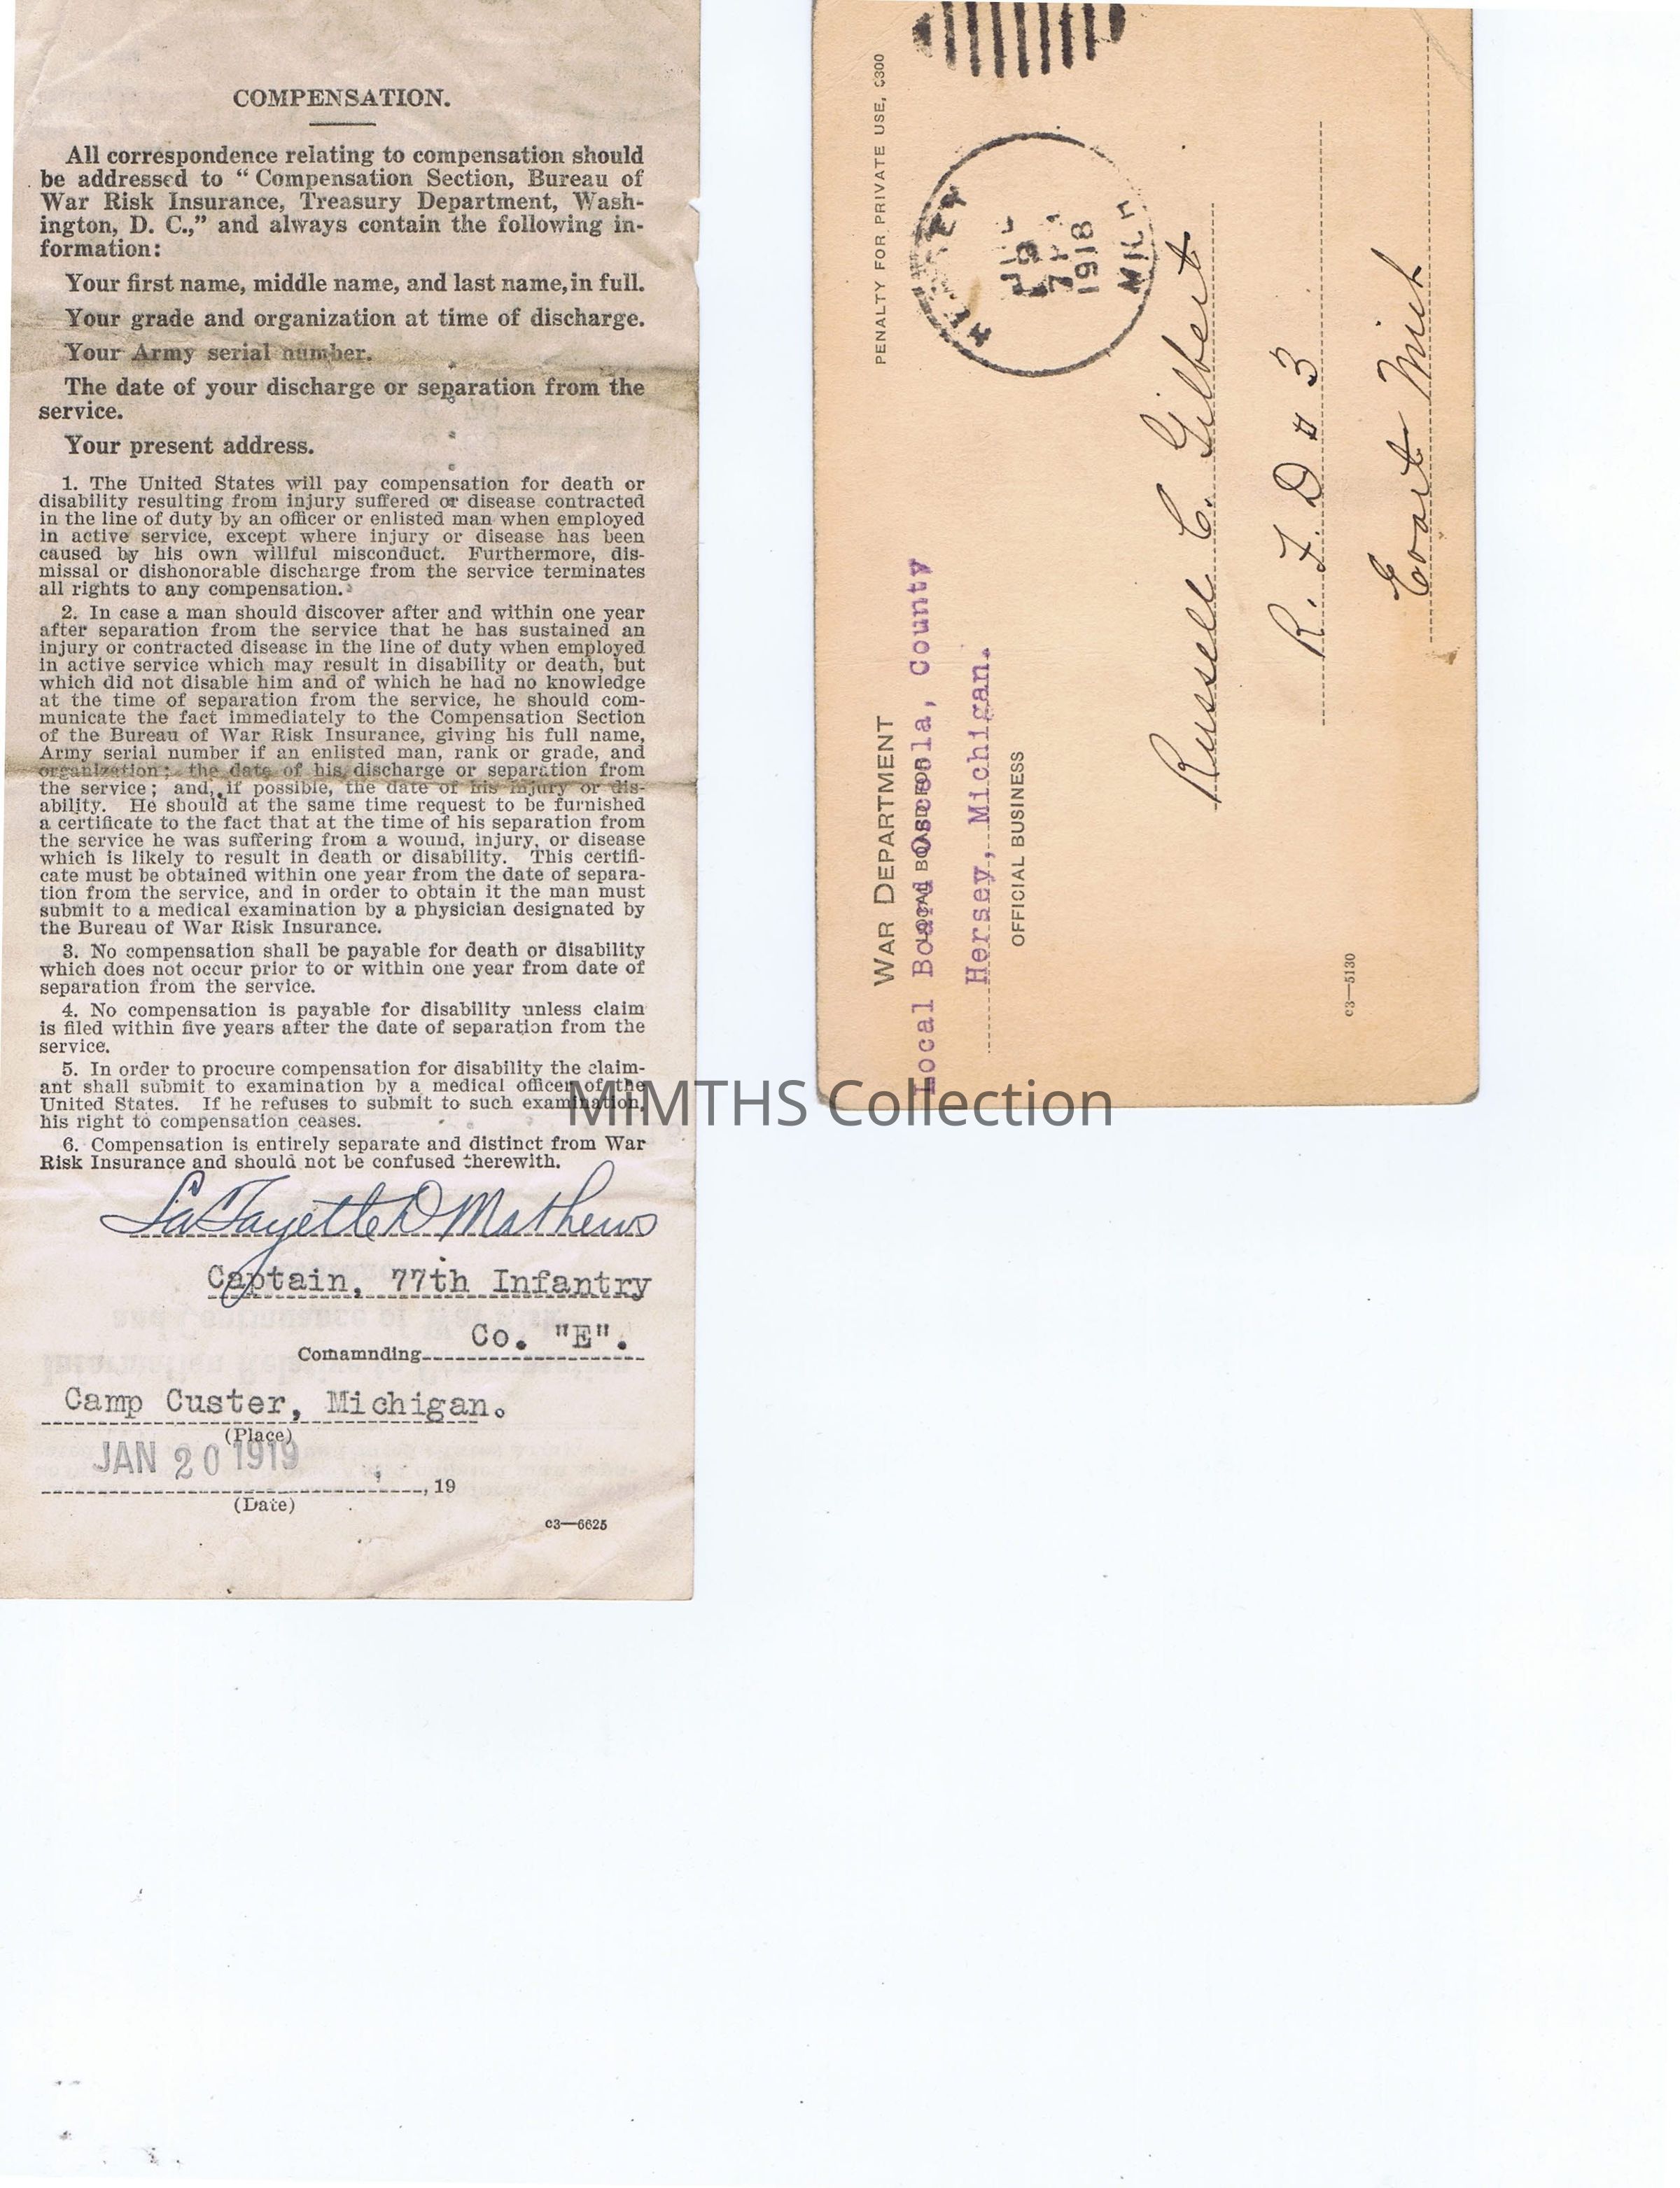 COMPENSATION.
All correspondence relating to compensation should
be addressed to “ Compensation Section, Bureau of
War Risk Insurance, Treasury Department, Wash-
ington, D. C.,” and always contain the following in-
formation:
Your first name, middle name, and last name, in full.
Your grade and organization at time of discharge.
Your Army serial number.
The date of your discharge or separation from the
service.
Your present address.
1. The United States will pay compensation for death or
disability resulting from injury suffered or disease contracted
in the line of duty by an officer or enlisted man when employed
in active service, except where injury or disease has been
caused by his own willful misconduct. Furthermore, dis-
missal or dishonorable discharge from the service terminates
all rights to any compensation.
2. In case a man should discover after and within one year
after separation from the service that he has sustained an
injury or contracted disease in the line of duty when employed
in active service which may result in disability or death, but
which did not disable him and of which he had no knowledge
at the time of separation from the service, he should com-
municate the fact immediately to the Compensation Section
of the Bureau of War Risk Insurance, giving his full name,
Army serial number if an enlisted man, rank or grade, and
organization; the date of his discharge or separation from
the service; and, if possible, the date of his injury or dis-
ability. He should at the same time request to be furnished
a certificate to the fact that at the time of his separation from
the service he was suffering from a wound, injury, or disease
which is likely to result in death or disability. This certifi-
cate must be obtained within one year from the date of separa-
tion from the service, and in order to obtain it the man must
submit to a medical examination by a physician designated by
the Bureau of War Risk Insurance.
3. No compensation shall be payable for death or disability
which does not occur prior to or within one year from date of
separation from the service.
4. No compensation is payable for disability unless claim
is filed within five years after the date of separation from the
service.
5. In order to procure compensation for disability the claim-
ant shall submit to examination by a medical officer of the
United States. If he refuses to submit to such examination,
his right to compensation ceases.
6. Compensation is entirely separate and distinct from War
Risk Insurance and should not be confused therewith.
LaFayette D Mathews
Captain, 77th Infantry
Comamnding Co. "E".
Camp Custer, Michigan.
(Place)
JAN 20 1919
, 19
(Date)
c3—6625
WAR DEPARTMENT
PENALTY FOR PRIVATE USE, $300
LOCAL BOARD FOR
Local Board Osceola, County
Hersey, Michigan.
OFFICIAL BUSINESS
HERSEY
JUL
9
7PM
1918
MICH
Russell C. Gilbert
R. F. D # 3
Evart Mich
c3—5130
MIMTHS Collection